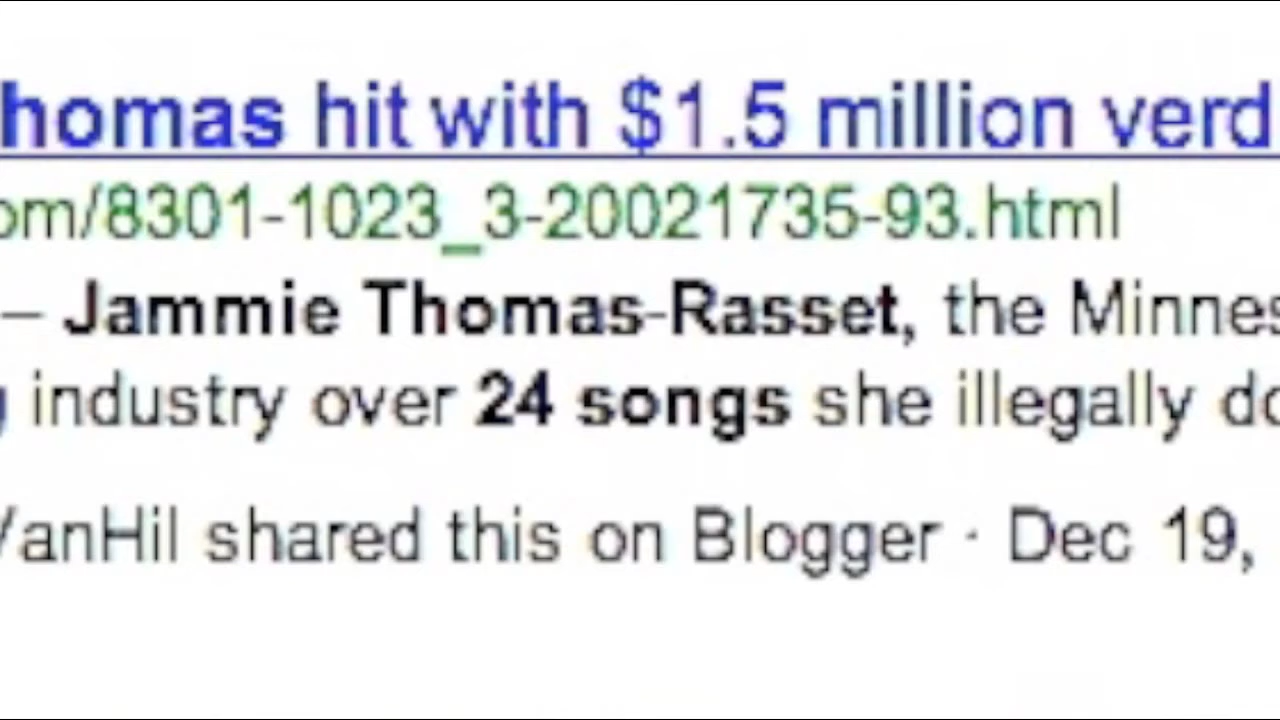 homas hit with $1.5 million verd
om/8301-1023_3-20021735-93.html
– Jammie Thomas-Rasset, the Minnes
g industry over 24 songs she illegally do
VanHil shared this on Blogger · Dec 19,